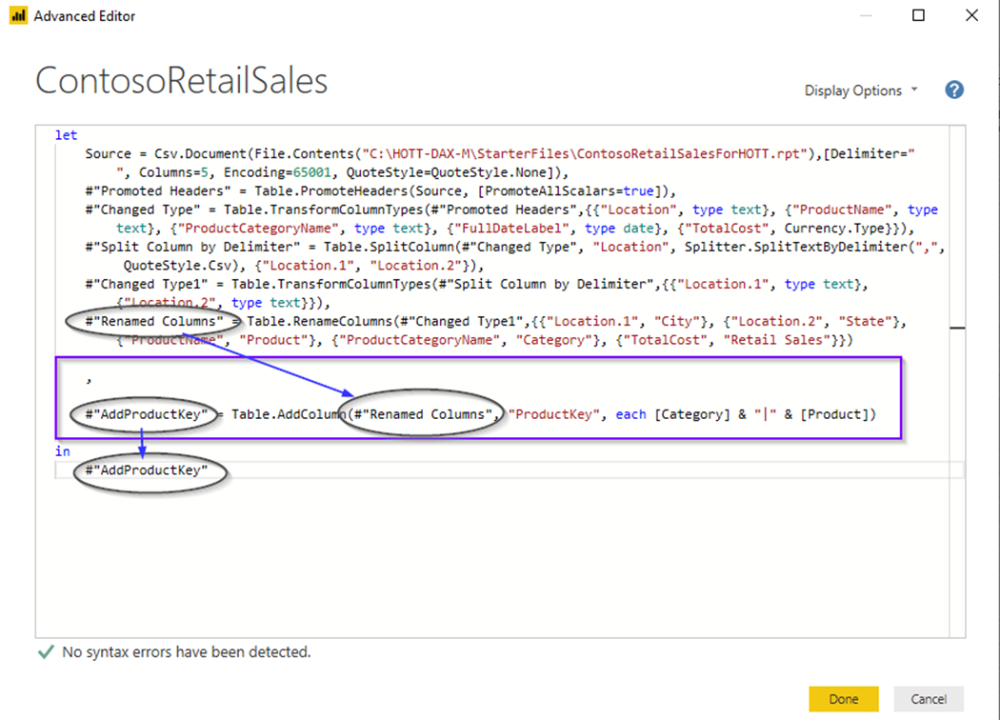 Advanced Editor
ContosoRetailSales
Display Options
?
let
Source = Csv.Document(File.Contents("C:\HOTT-DAX-M\StarterFiles\ContosoRetailSalesForHOTT.rpt"),[Delimiter="
", Columns=5, Encoding=65001, QuoteStyle=QuoteStyle.None]),
#"Promoted Headers" = Table.PromoteHeaders(Source, [PromoteAllScalars=true]),
#"Changed Type" = Table.TransformColumnTypes(#"Promoted Headers",{{"Location", type text}, {"ProductName", type
text}, {"ProductCategoryName", type text}, {"FullDateLabel", type date}, {"TotalCost", Currency.Type}}),
#"Split Column by Delimiter" = Table.SplitColumn(#"Changed Type", "Location", Splitter.SplitTextByDelimiter(",",
QuoteStyle.Csv), {"Location.1", "Location.2"}),
#"Changed Type1" = Table.TransformColumnTypes(#"Split Column by Delimiter",{{"Location.1", type text},
{"Location.2", type text}}),
#"Renamed Columns" = Table.RenameColumns(#"Changed Type1",{{"Location.1", "City"}, {"Location.2", "State"},
{"ProductName", "Product"}, {"ProductCategoryName", "Category"}, {"TotalCost", "Retail Sales"}})
,
#"AddProductKey" = Table.AddColumn(#"Renamed Columns", "ProductKey", each [Category] & "|" & [Product])
in
#"AddProductKey"
No syntax errors have been detected.
Done
Cancel